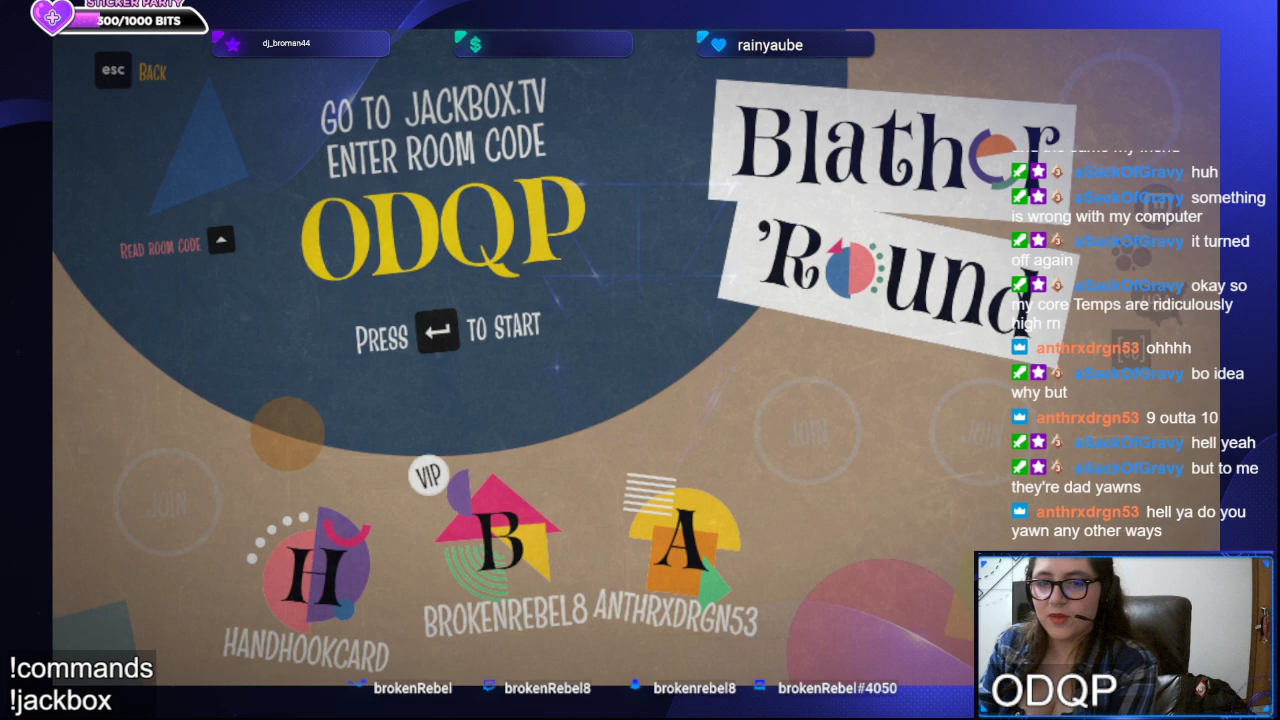 STICKER PARTY
300/1000 BITS
dj_broman44
rainyaube
esc BACK
GO TO JACKBOX.TV
ENTER ROOM CODE
ODQP
READ ROOM CODE
PRESS TO START
Blather
'Round
JOIN
JOIN
JOIN
VIP
H
B
A
HANDHOOKCARD
BROKENREBEL8
ANTHRXDRGN53
aSackOfGravy huh
aSackOfGravy something
is wrong with my computer
aSackOfGravy it turned
off again
aSackOfGravy okay so
my core Temps are ridiculously
high rn
anthrxdrgn53 ohhhh
aSackOfGravy bo idea
why but
anthrxdrgn53 9 outta 10
aSackOfGravy hell yeah
aSackOfGravy but to me
they're dad yawns
anthrxdrgn53 hell ya do you
yawn any other ways
!commands
!jackbox
brokenRebel
brokenRebel8
brokenrebel8
brokenRebel#4050
ODQP